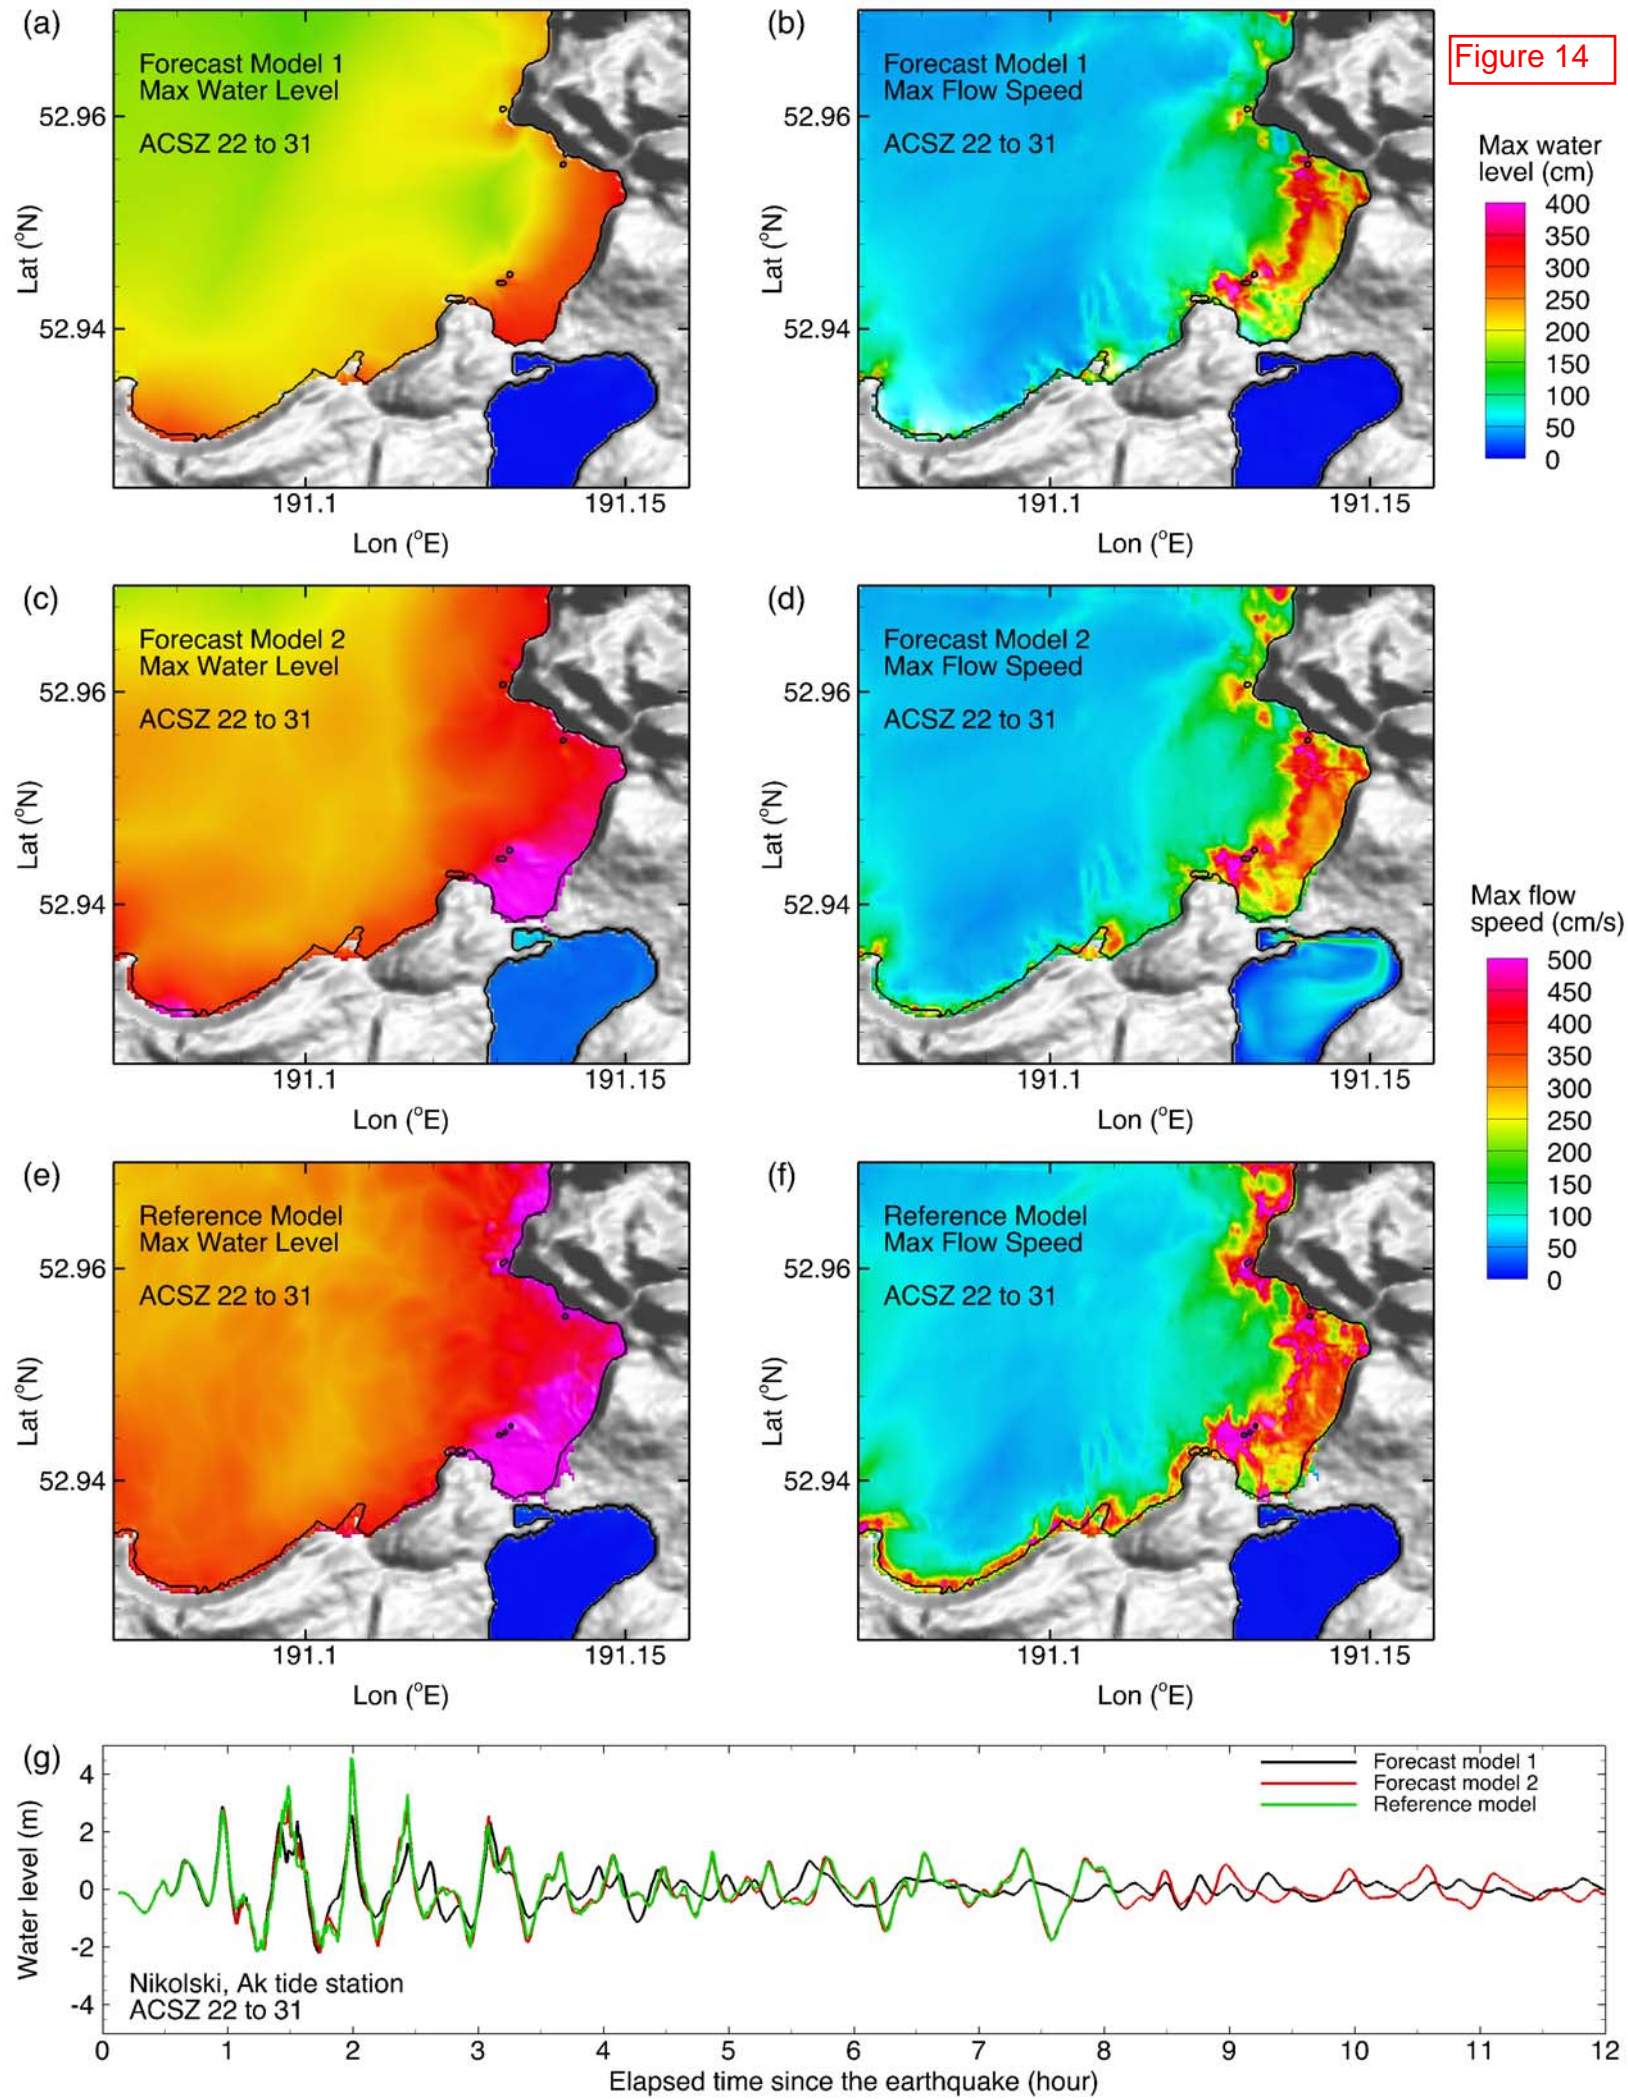 (a)
Forecast Model 1
Max Water Level
ACSZ 22 to 31
52.96
52.94
Lat (°N)
191.1
191.15
Lon (°E)
(b)
Forecast Model 1
Max Flow Speed
ACSZ 22 to 31
52.96
52.94
Lat (°N)
191.1
191.15
Lon (°E)
Figure 14
Max water
level (cm)
400
350
300
250
200
150
100
50
0
(c)
Forecast Model 2
Max Water Level
ACSZ 22 to 31
52.96
52.94
Lat (°N)
191.1
191.15
Lon (°E)
(d)
Forecast Model 2
Max Flow Speed
ACSZ 22 to 31
52.96
52.94
Lat (°N)
191.1
191.15
Lon (°E)
Max flow
speed (cm/s)
500
450
400
350
300
250
200
150
100
50
0
(e)
Reference Model
Max Water Level
ACSZ 22 to 31
52.96
52.94
Lat (°N)
191.1
191.15
Lon (°E)
(f)
Reference Model
Max Flow Speed
ACSZ 22 to 31
52.96
52.94
Lat (°N)
191.1
191.15
Lon (°E)
(g)
Forecast model 1
Forecast model 2
Reference model
Water level (m)
4
2
0
-2
-4
Nikolski, Ak tide station
ACSZ 22 to 31
0 1 2 3 4 5 6 7 8 9 10 11 12
Elapsed time since the earthquake (hour)